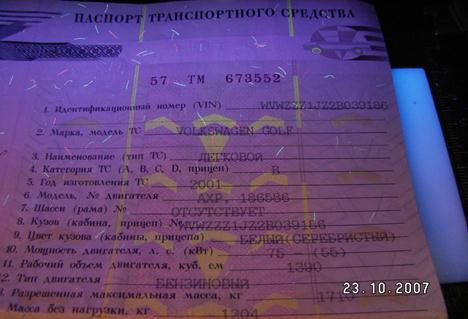 ПАСПОРТ ТРАНСПОРТНОГО СРЕДСТВА
57 ТМ 673552
1. Идентификационный номер (VIN) WVWZZZ1JZ2B039186
2. Марка, модель ТС VOLKSWAGEN GOLF
3. Наименование (тип ТС) ЛЕГКОВОЙ
4. Категория ТС (А, В, С, D, прицеп) B
5. Год изготовления ТС 2001
6. Модель, № двигателя AXP, 186586
7. Шасси (рама) № ОТСУТСТВУЕТ
8. Кузов (кабина, прицеп) № WVWZZZ1JZ2B039186
9. Цвет кузова (кабины, прицепа) БЕЛЫЙ(СЕРЕБРИСТЫЙ)
10. Мощность двигателя, л. с. (кВт) 75 (55)
11. Рабочий объем двигателя, куб. см 1390
12. Тип двигателя БЕНЗИНОВЫЙ
Разрешенная максимальная масса, кг 1710
Масса без нагрузки, кг 1204
23.10.2007